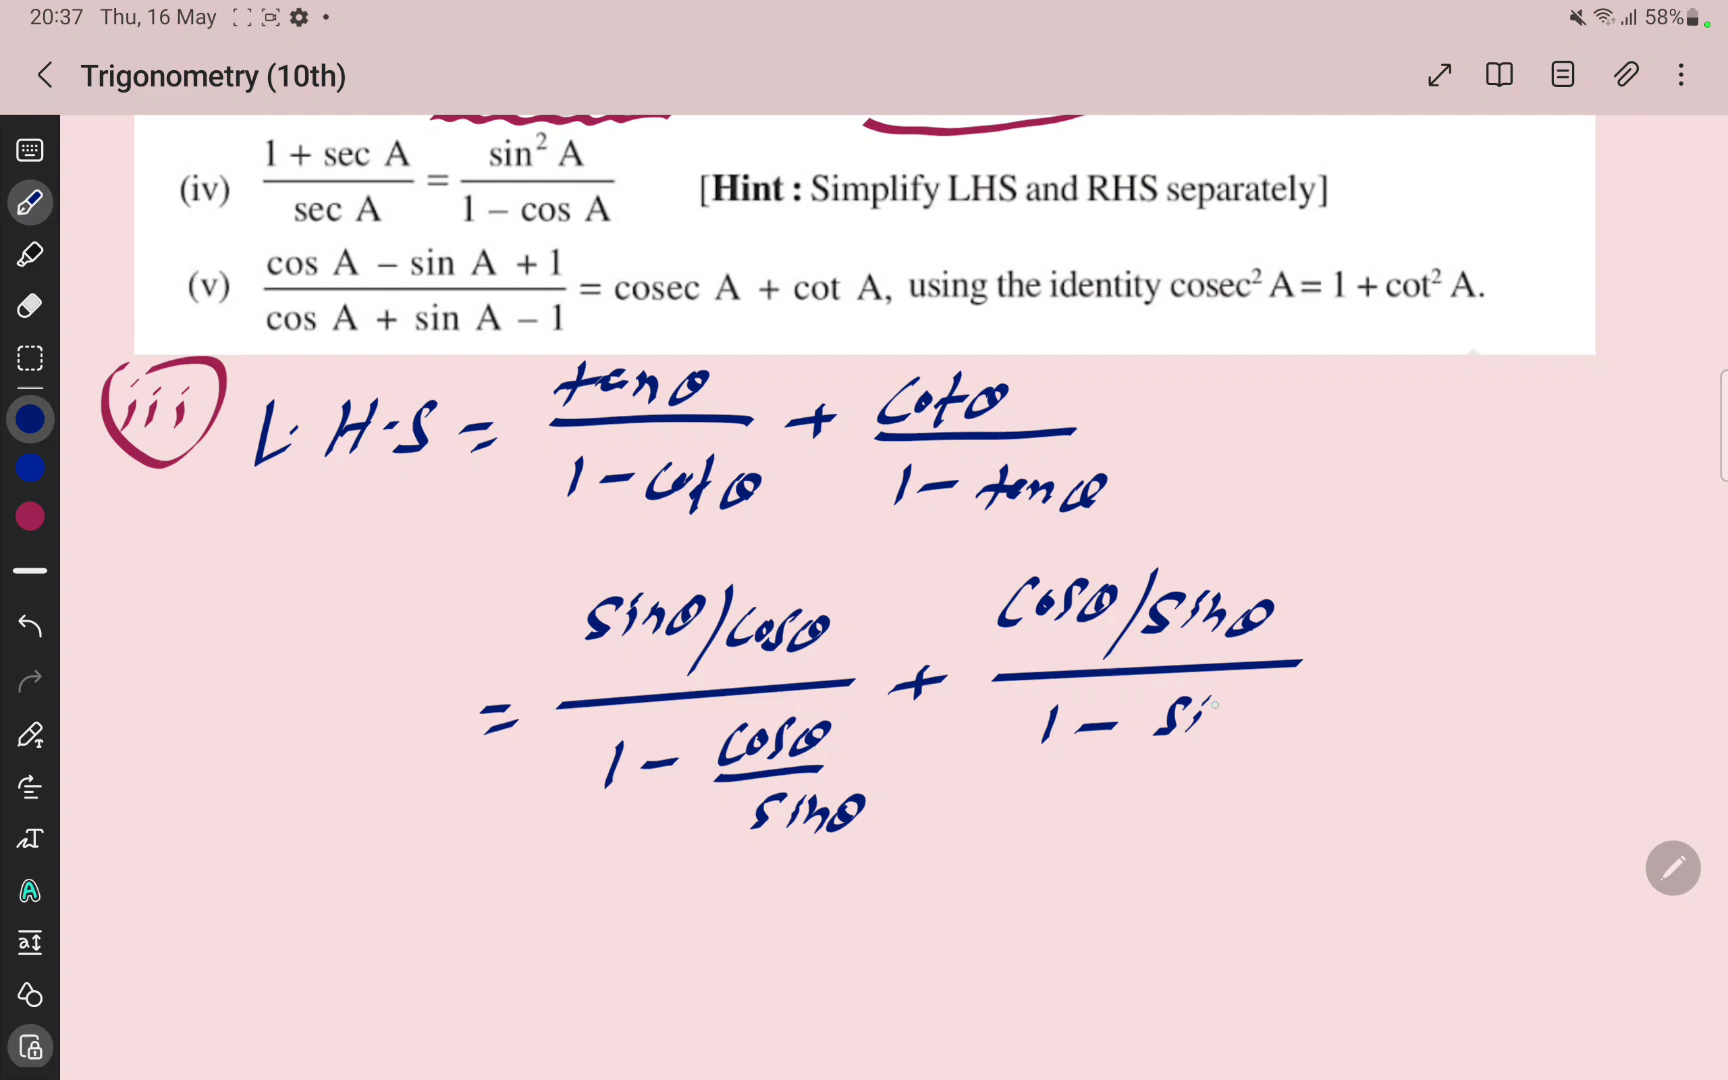 20:37 Thu, 16 May 58%
Trigonometry (10th)
(iv) (1 + sec A)/(sec A) = (sin² A)/(1 – cos A) [Hint : Simplify LHS and RHS separately]
(v) (cos A – sin A + 1)/(cos A + sin A – 1) = cosec A + cot A, using the identity cosec² A = 1 + cot² A.
(iii) L.H.S = (tanθ)/(1 - cotθ) + (cotθ)/(1 - tanθ)
= (sinθ/cosθ)/(1 - cosθ/sinθ) + (cosθ/sinθ)/(1 - si